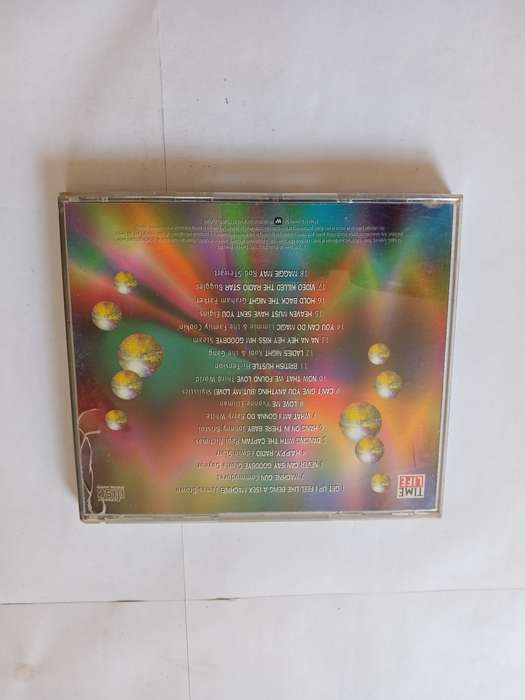 1 GET UP I FEEL LIKE BEING A (SEX MACHINE) James Brown
2 MACHINE GUN Commodores
3 NEVER CAN SAY GOODBYE Gloria Gaynor
4 H.A.P.P.Y. RADIO Edwin Starr
5 DANCING WITH THE CAPTAIN Paul Nicholas
6 HANG ON IN THERE BABY Johnny Bristol
7 WHAT AM I GONNA DO Barry White
8 LOVE ME Yvonne Elliman
9 CAN'T GIVE YOU ANYTHING (BUT MY LOVE) Stylistics
10 NOW THAT WE FOUND LOVE Third World
11 BRITISH HUSTLE Hi-Tension
12 LADIES NIGHT Kool & the Gang
13 NA NA HEY HEY KISS HIM GOODBYE Steam
14 YOU CAN DO MAGIC Limmie & the Family Cookin'
15 HEAVEN MUST HAVE SENT YOU Elgins
16 HOLD BACK THE NIGHT Graham Parker
17 VIDEO KILLED THE RADIO STAR Buggles
18 MAGGIE MAY Rod Stewart
TIME
LIFE